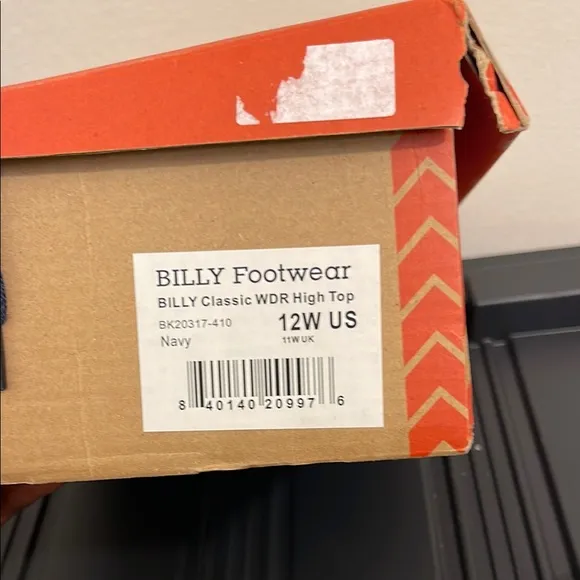 BILLY Footwear
BILLY Classic WDR High Top
BK20317-410 12W US
Navy 11W UK
8 40140 20997 6